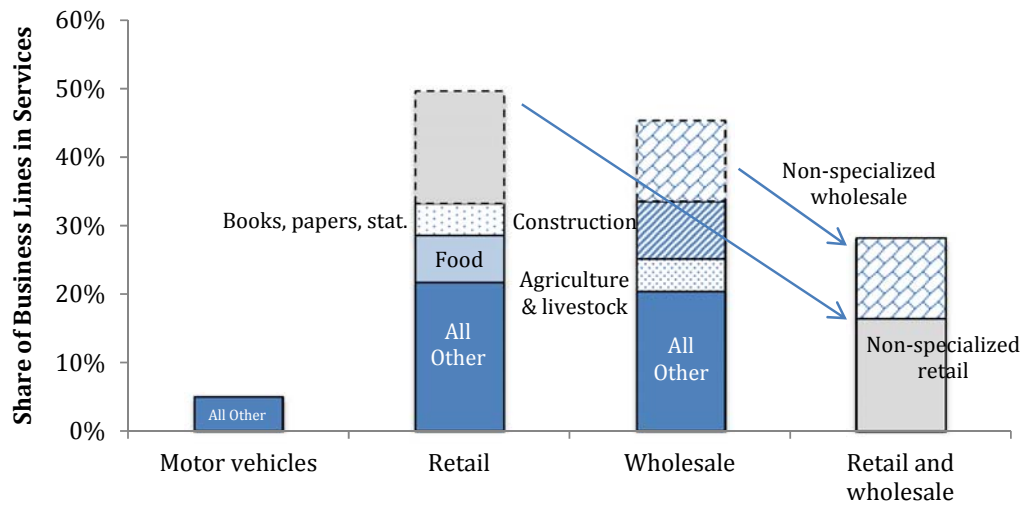 Share of Business Lines in Services
60%
50%
40%
30%
20%
10%
0%
Books, papers, stat.
Food
All
Other
Construction
Agriculture
& livestock
All
Other
Non-specialized
wholesale
Non-specialized
retail
All Other
Motor vehicles
Retail
Wholesale
Retail and
wholesale